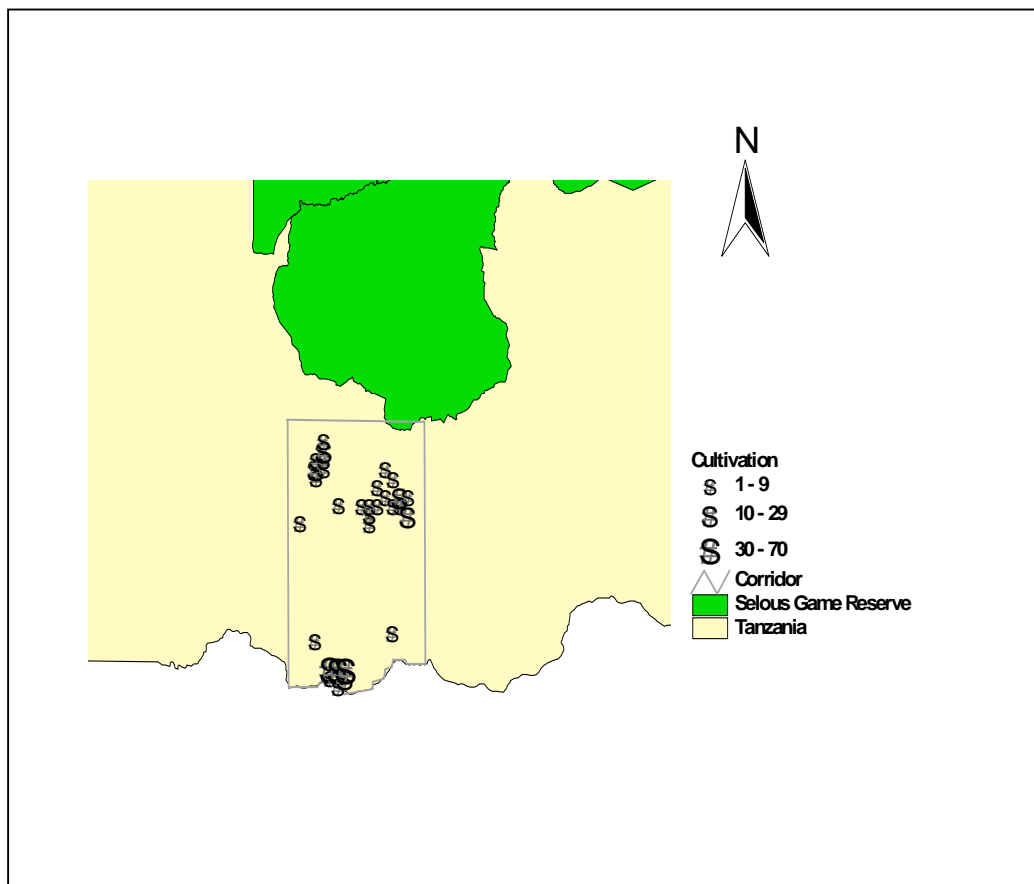 N
Cultivation
S 1 - 9
S 10 - 29
S 30 - 70
Corridor
Selous Game Reserve
Tanzania